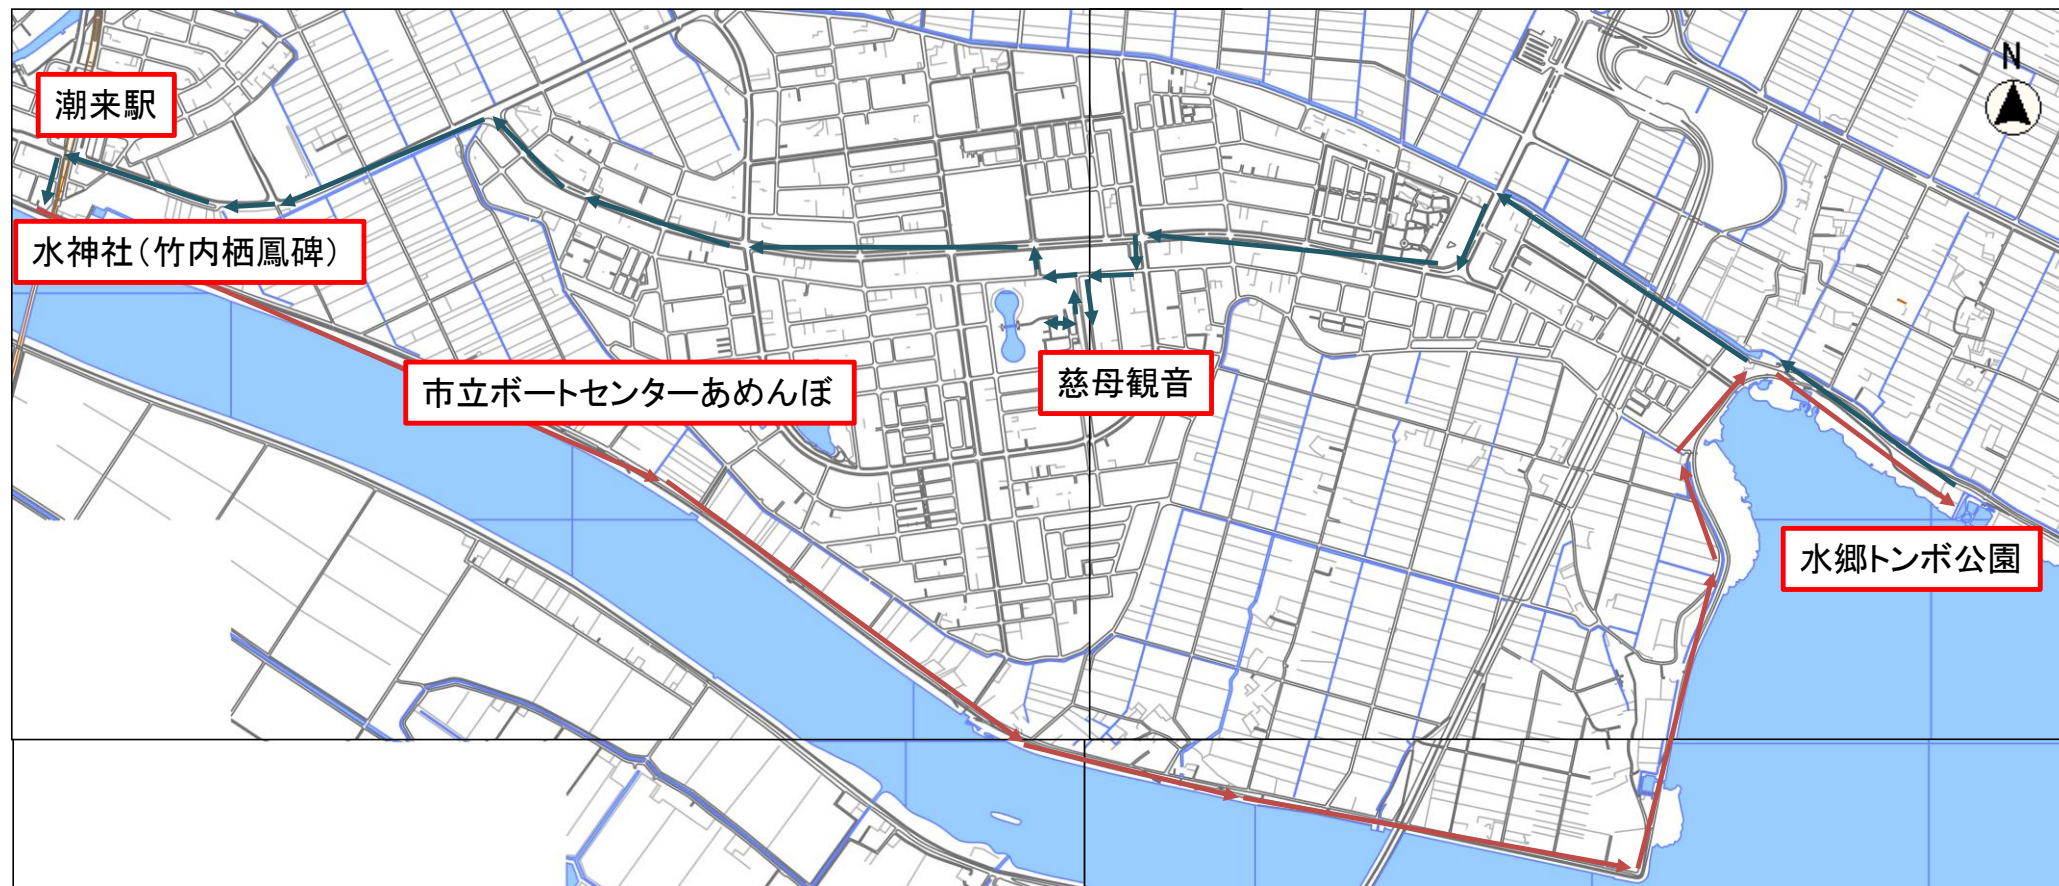 N
潮来駅
水神社（竹内栖鳳碑）
市立ボートセンターあめんぼ
慈母観音
水郷トンボ公園